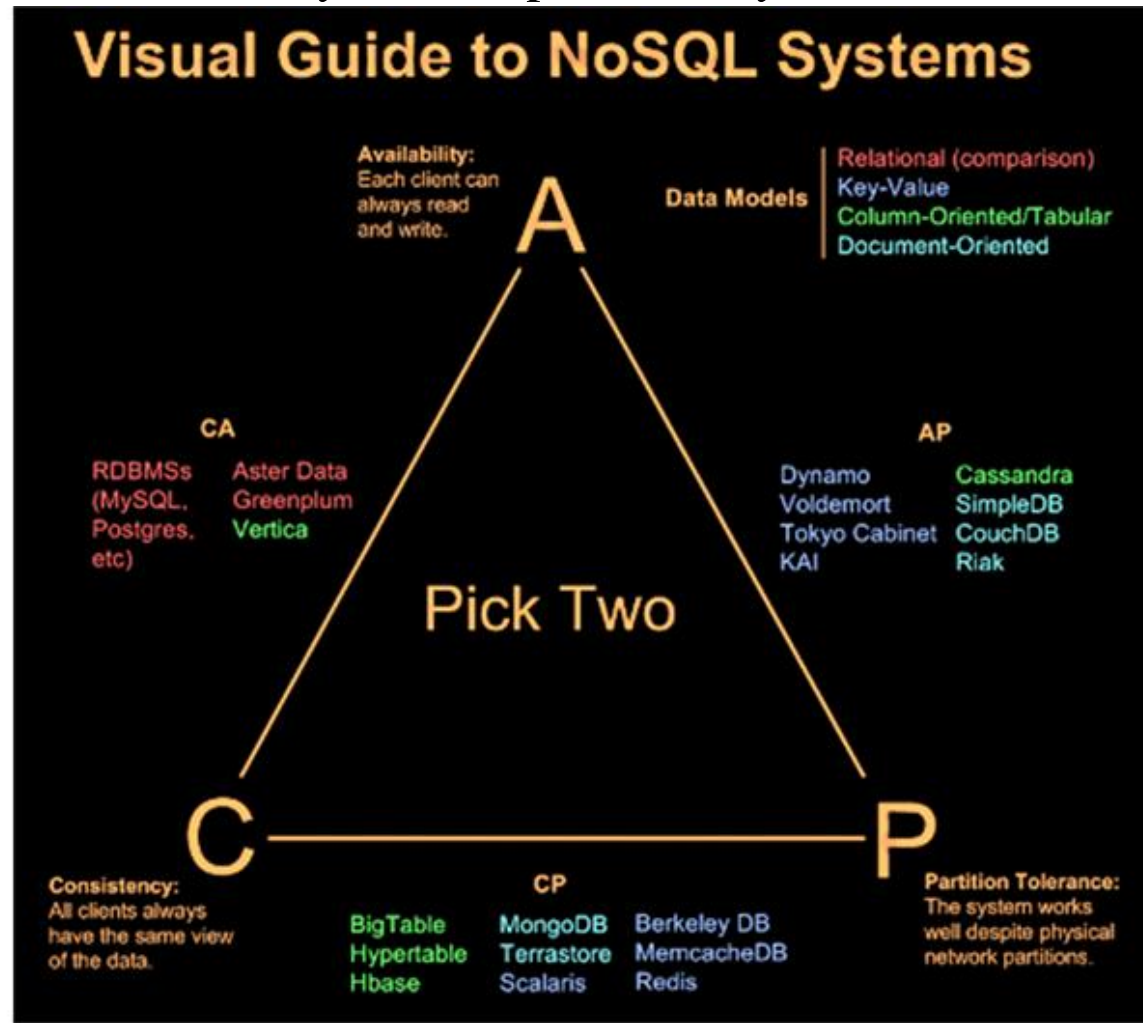 Visual Guide to NoSQL Systems
Availability:
Each client can
always read
and write.
A
Data Models
Relational (comparison)
Key-Value
Column-Oriented/Tabular
Document-Oriented
CA
RDBMSs
(MySQL,
Postgres,
etc)
Aster Data
Greenplum
Vertica
AP
Dynamo
Voldemort
Tokyo Cabinet
KAI
Cassandra
SimpleDB
CouchDB
Riak
Pick Two
C
P
Consistency:
All clients always
have the same view
of the data.
CP
BigTable
Hypertable
Hbase
MongoDB
Terrastore
Scalaris
Berkeley DB
MemcacheDB
Redis
Partition Tolerance:
The system works
well despite physical
network partitions.